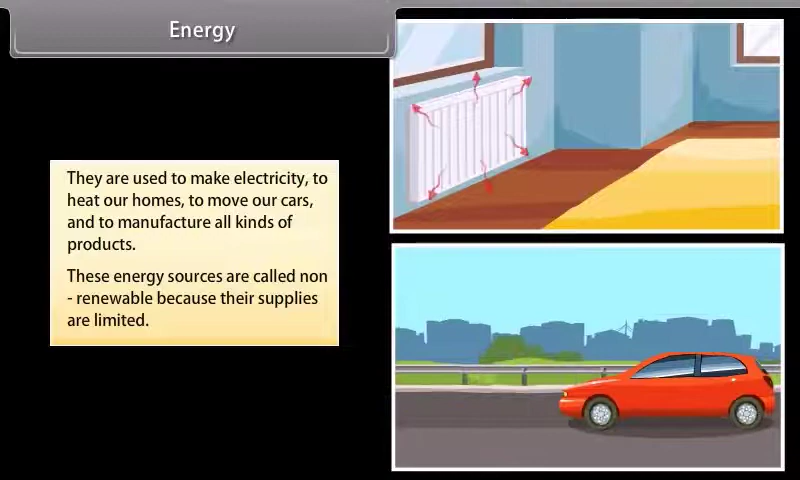 Energy
They are used to make electricity, to
heat our homes, to move our cars,
and to manufacture all kinds of
products.
These energy sources are called non
- renewable because their supplies
are limited.